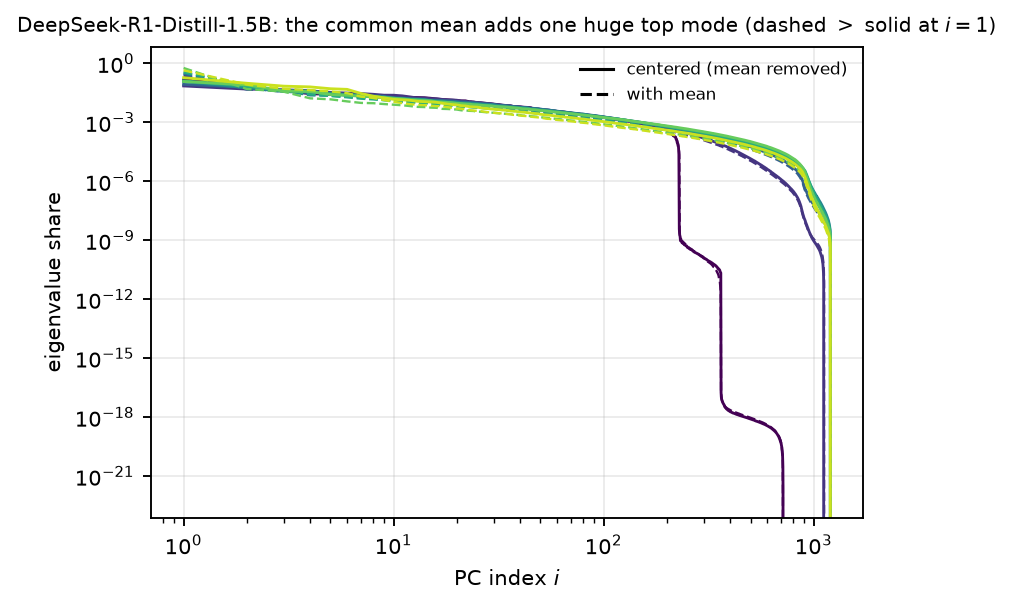 DeepSeek-R1-Distill-1.5B: the common mean adds one huge top mode (dashed > solid at i = 1)
centered (mean removed)
with mean
10^0
10^-3
10^-6
10^-9
10^-12
10^-15
10^-18
10^-21
eigenvalue share
10^0 10^1 10^2 10^3
PC index i